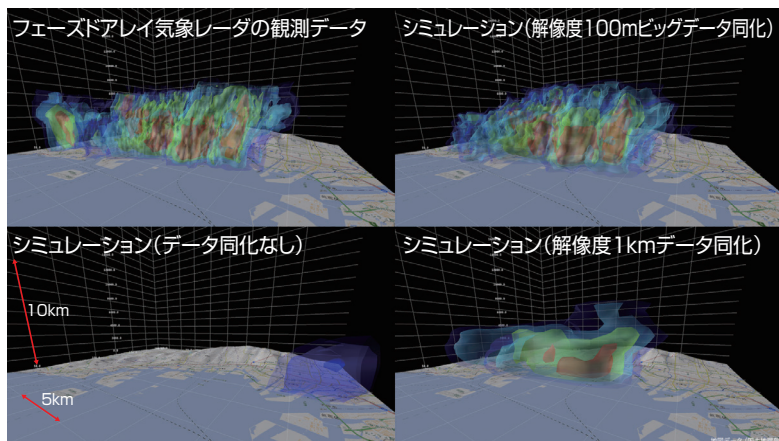 フェーズドアレイ気象レーダの観測データ
シミュレーション(解像度100mビッグデータ同化)
シミュレーション(データ同化なし)
10km
5km
シミュレーション(解像度1kmデータ同化)